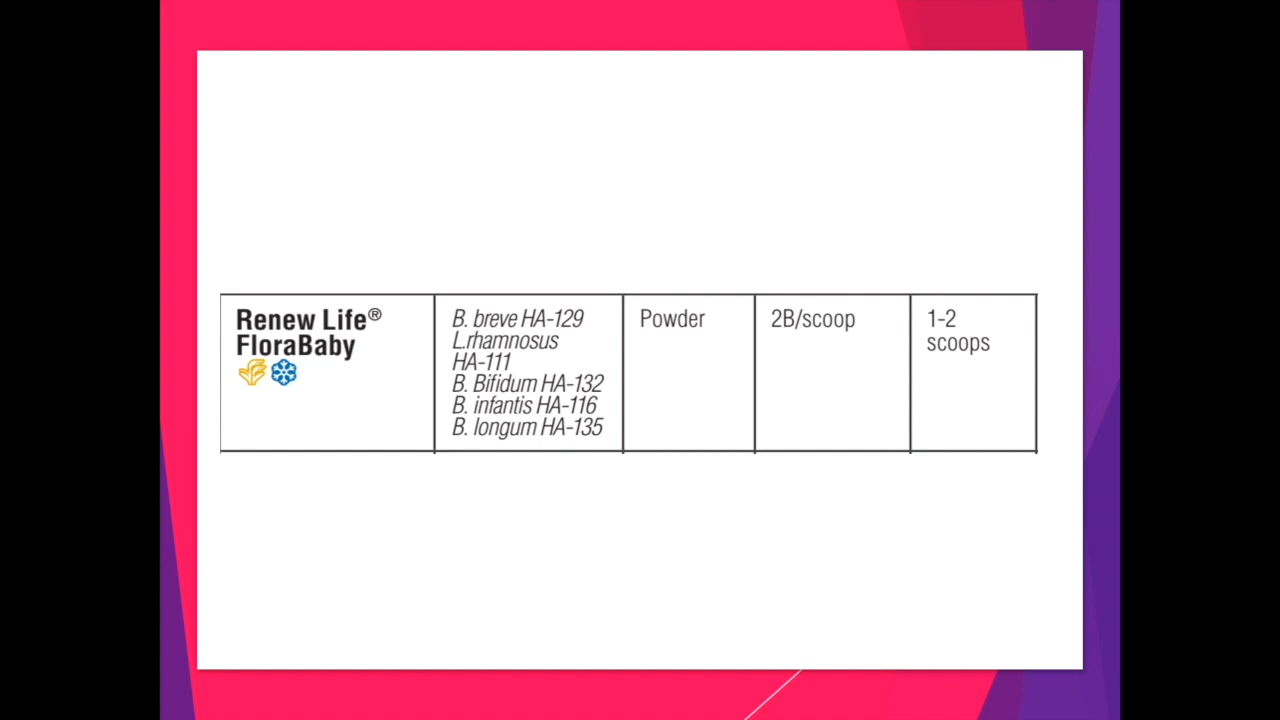 Renew Life®
FloraBaby
B. breve HA-129
L.rhamnosus
HA-111
B. Bifidum HA-132
B. infantis HA-116
B. longum HA-135
Powder
2B/scoop
1-2
scoops